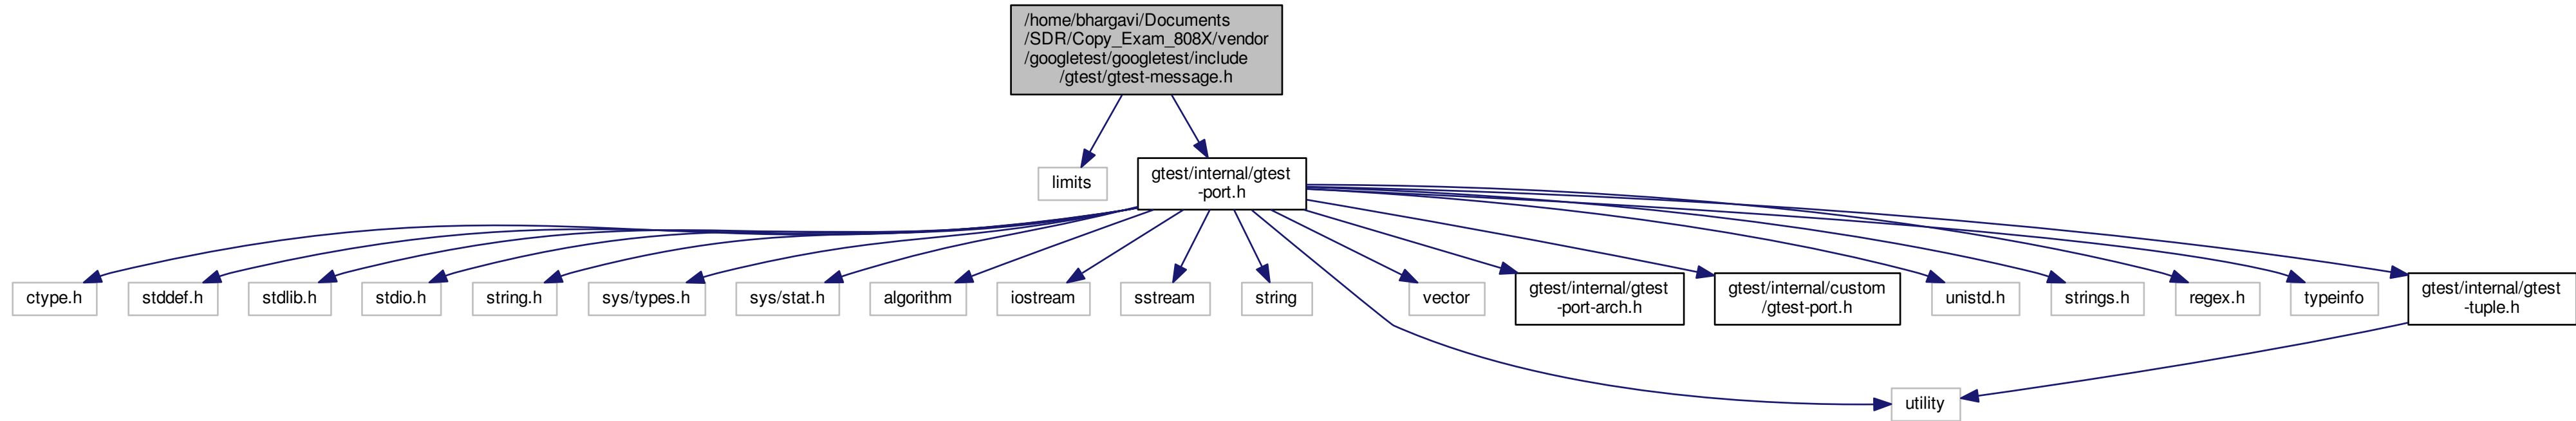 /home/bhargavi/Documents
/SDR/Copy_Exam_808X/vendor
/googletest/googletest/include
/gtest/gtest-message.h
limits
gtest/internal/gtest
-port.h
ctype.h
stddef.h
stdlib.h
stdio.h
string.h
sys/types.h
sys/stat.h
algorithm
iostream
sstream
string
vector
gtest/internal/gtest
-port-arch.h
gtest/internal/custom
/gtest-port.h
unistd.h
strings.h
regex.h
typeinfo
gtest/internal/gtest
-tuple.h
utility